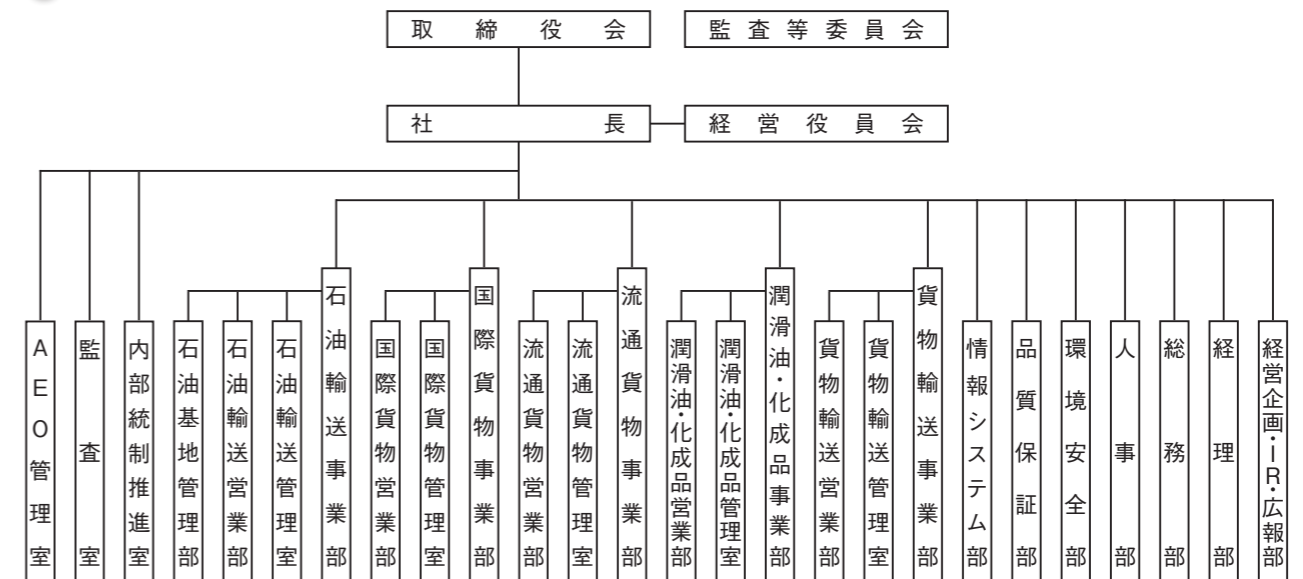 取締役会
監査等委員会
社長
経営役員会
AEO管理室
監査室
内部統制推進室
石油基地管理部
石油輸送営業部
石油輸送管理室
石油輸送事業部
国際貨物営業部
国際貨物管理室
国際貨物事業部
流通貨物営業部
流通貨物管理室
流通貨物事業部
潤滑油・化成品営業部
潤滑油・化成品管理室
潤滑油・化成品事業部
貨物輸送営業部
貨物輸送管理室
貨物輸送事業部
情報システム部
品質保証部
環境安全部
人事部
総務部
経理部
経営企画・IR・広報部